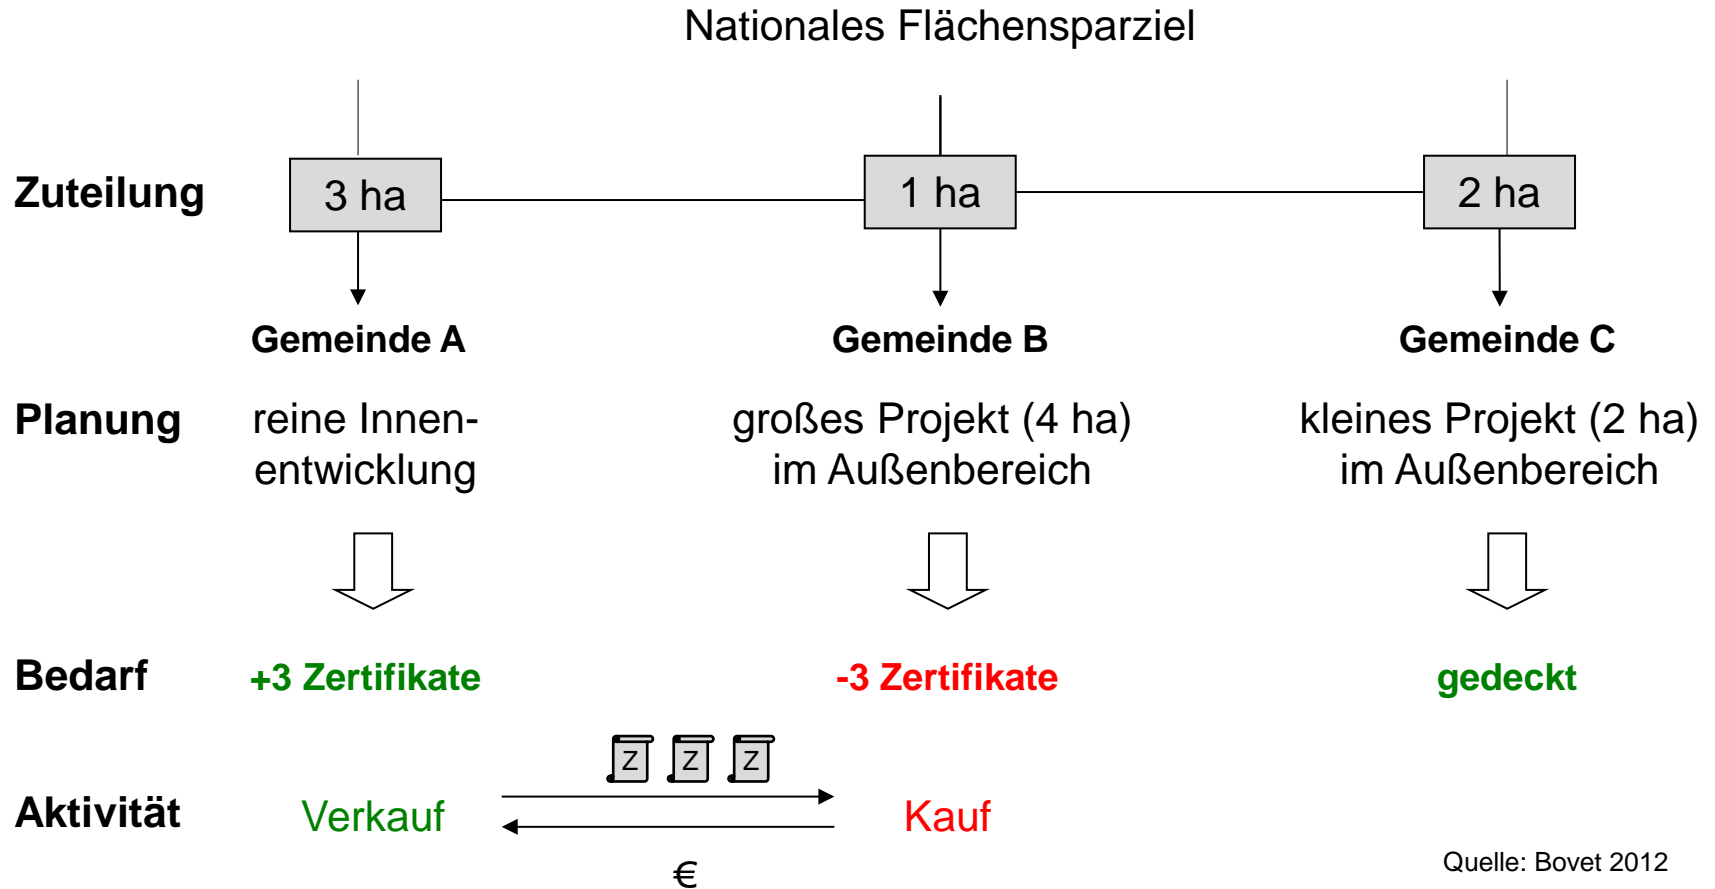 Nationales Flächensparziel
Zuteilung
3 ha
1 ha
2 ha
Gemeinde A
Gemeinde B
Gemeinde C
Planung
reine Innen-
entwicklung
großes Projekt (4 ha)
im Außenbereich
kleines Projekt (2 ha)
im Außenbereich
Bedarf
+3 Zertifikate
-3 Zertifikate
gedeckt
Z
Z
Z
Aktivität
Verkauf
Kauf
€
Quelle: Bovet 2012